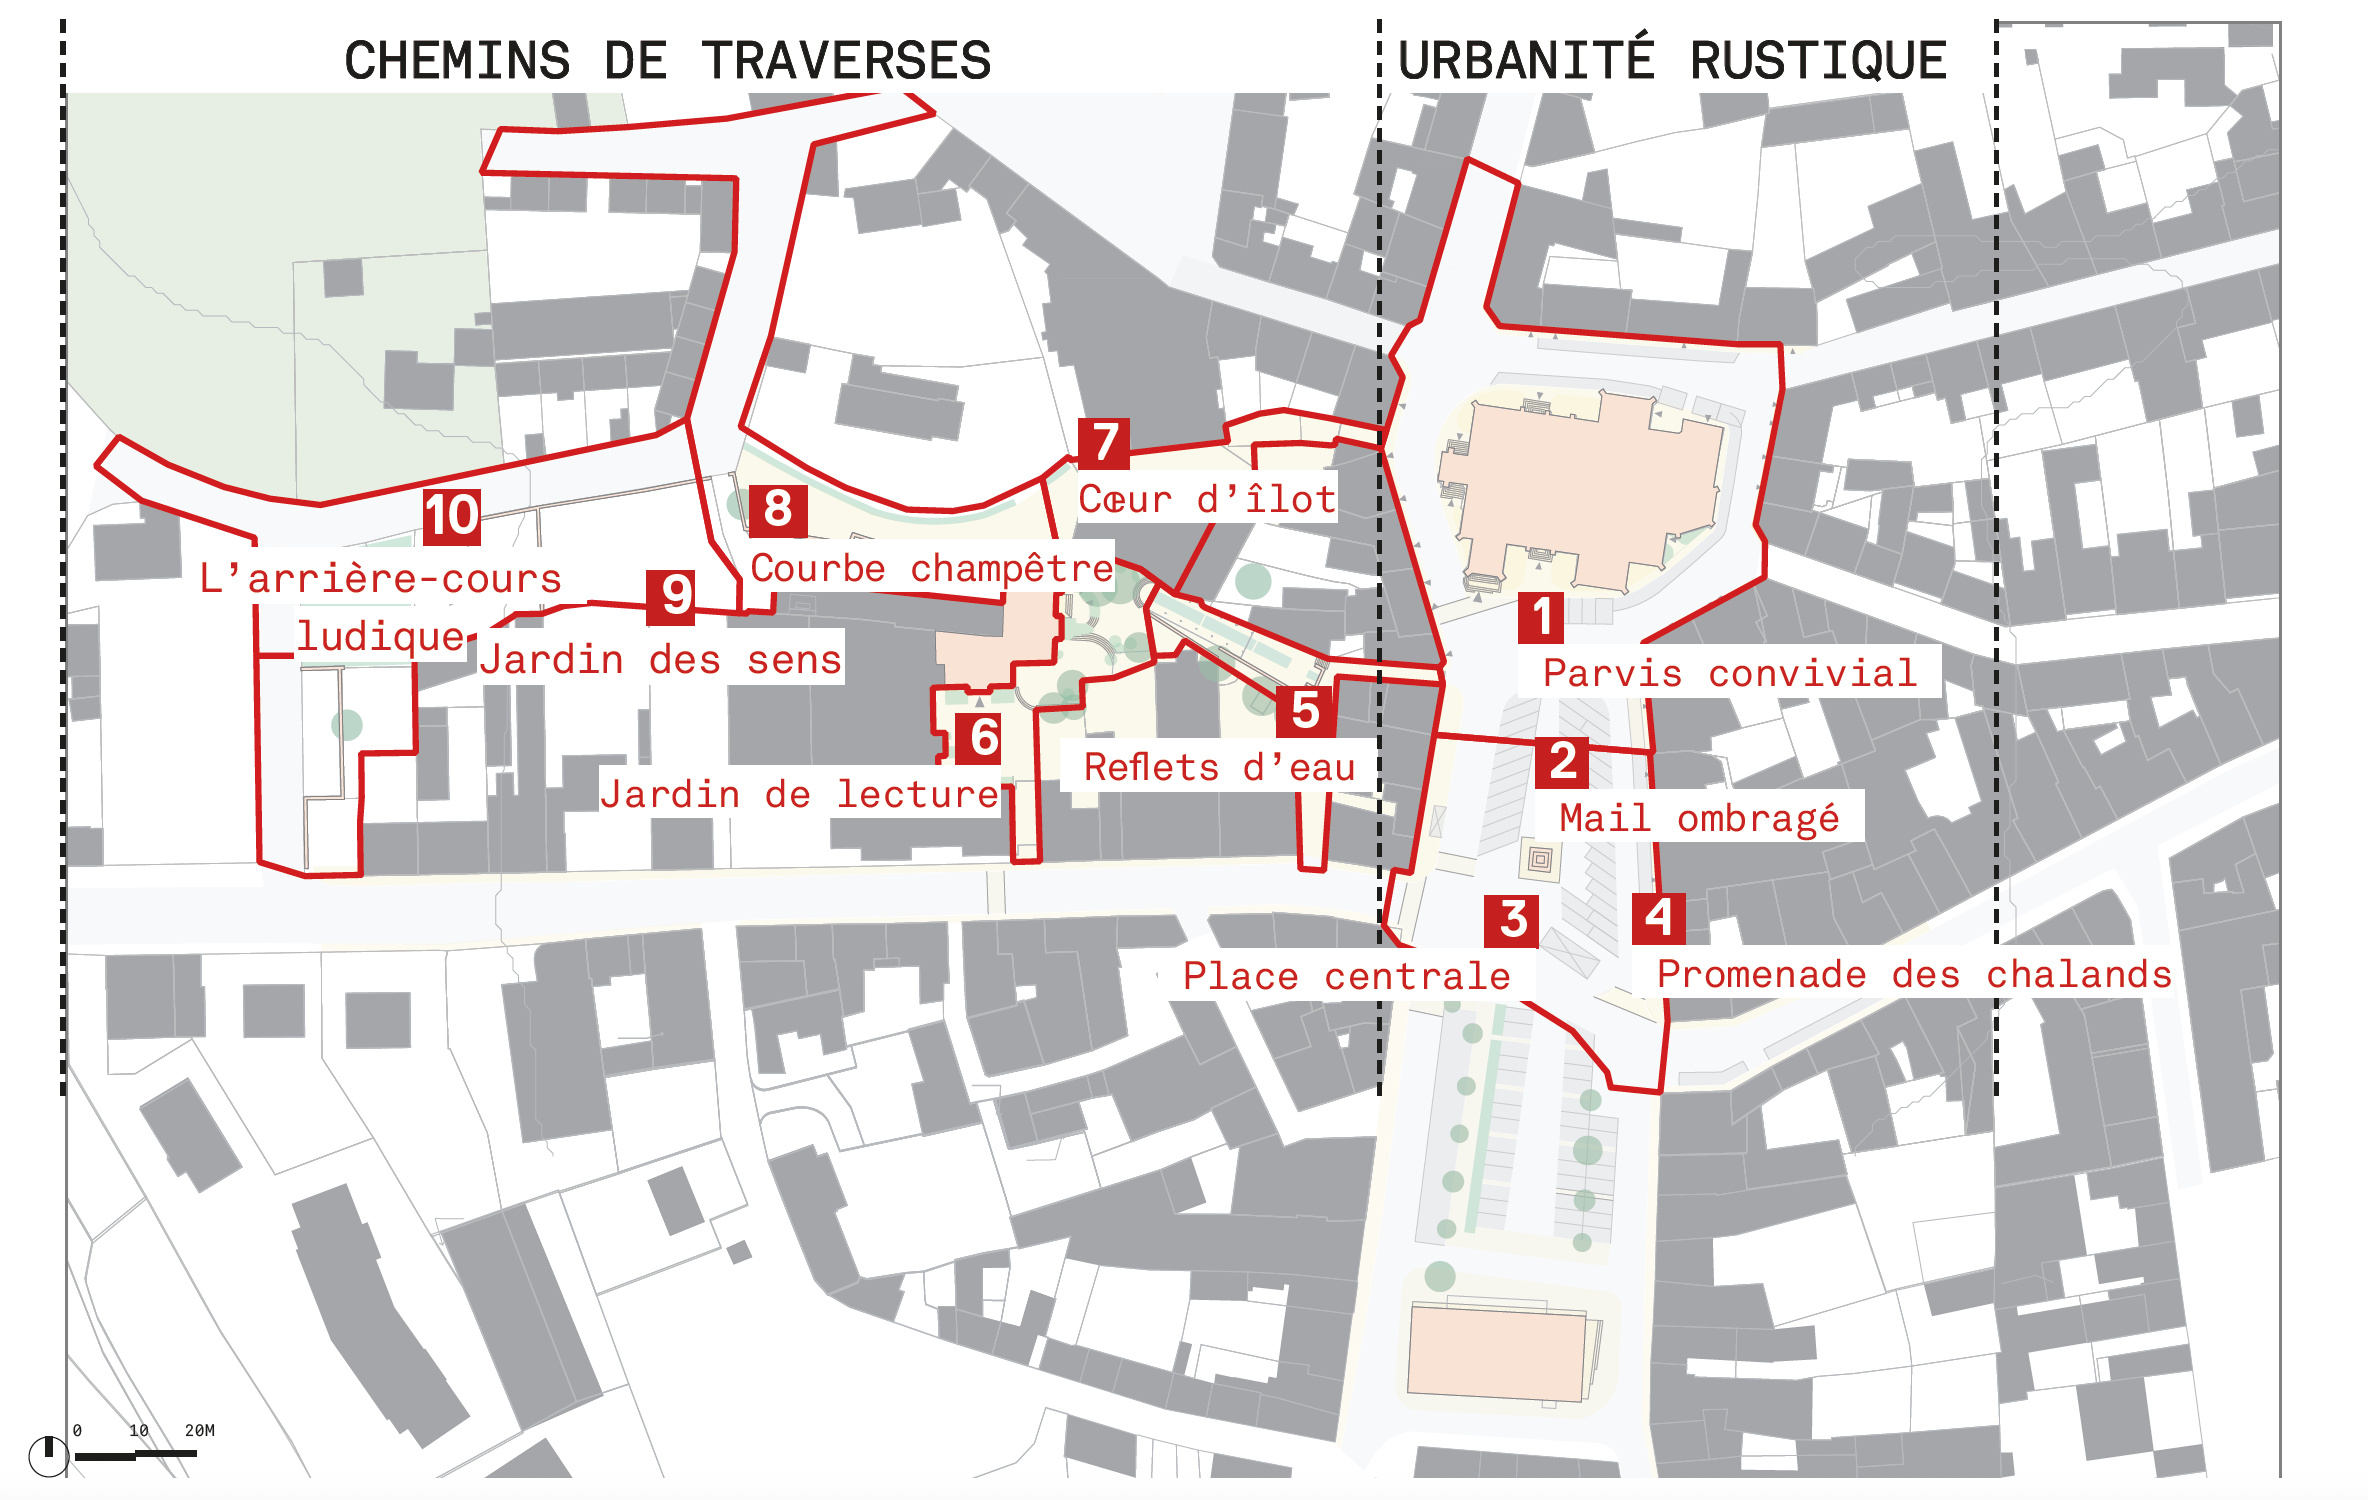 CHEMINS DE TRAVERSES
URBANITÉ RUSTIQUE
7
Cœur d'îlot
8
Courbe champêtre
10
L'arrière-cours
ludique
9
Jardin des sens
1
Parvis convivial
5
Reflets d'eau
6
Jardin de lecture
2
Mail ombragé
3
Place centrale
4
Promenade des chalands
0 10 20M